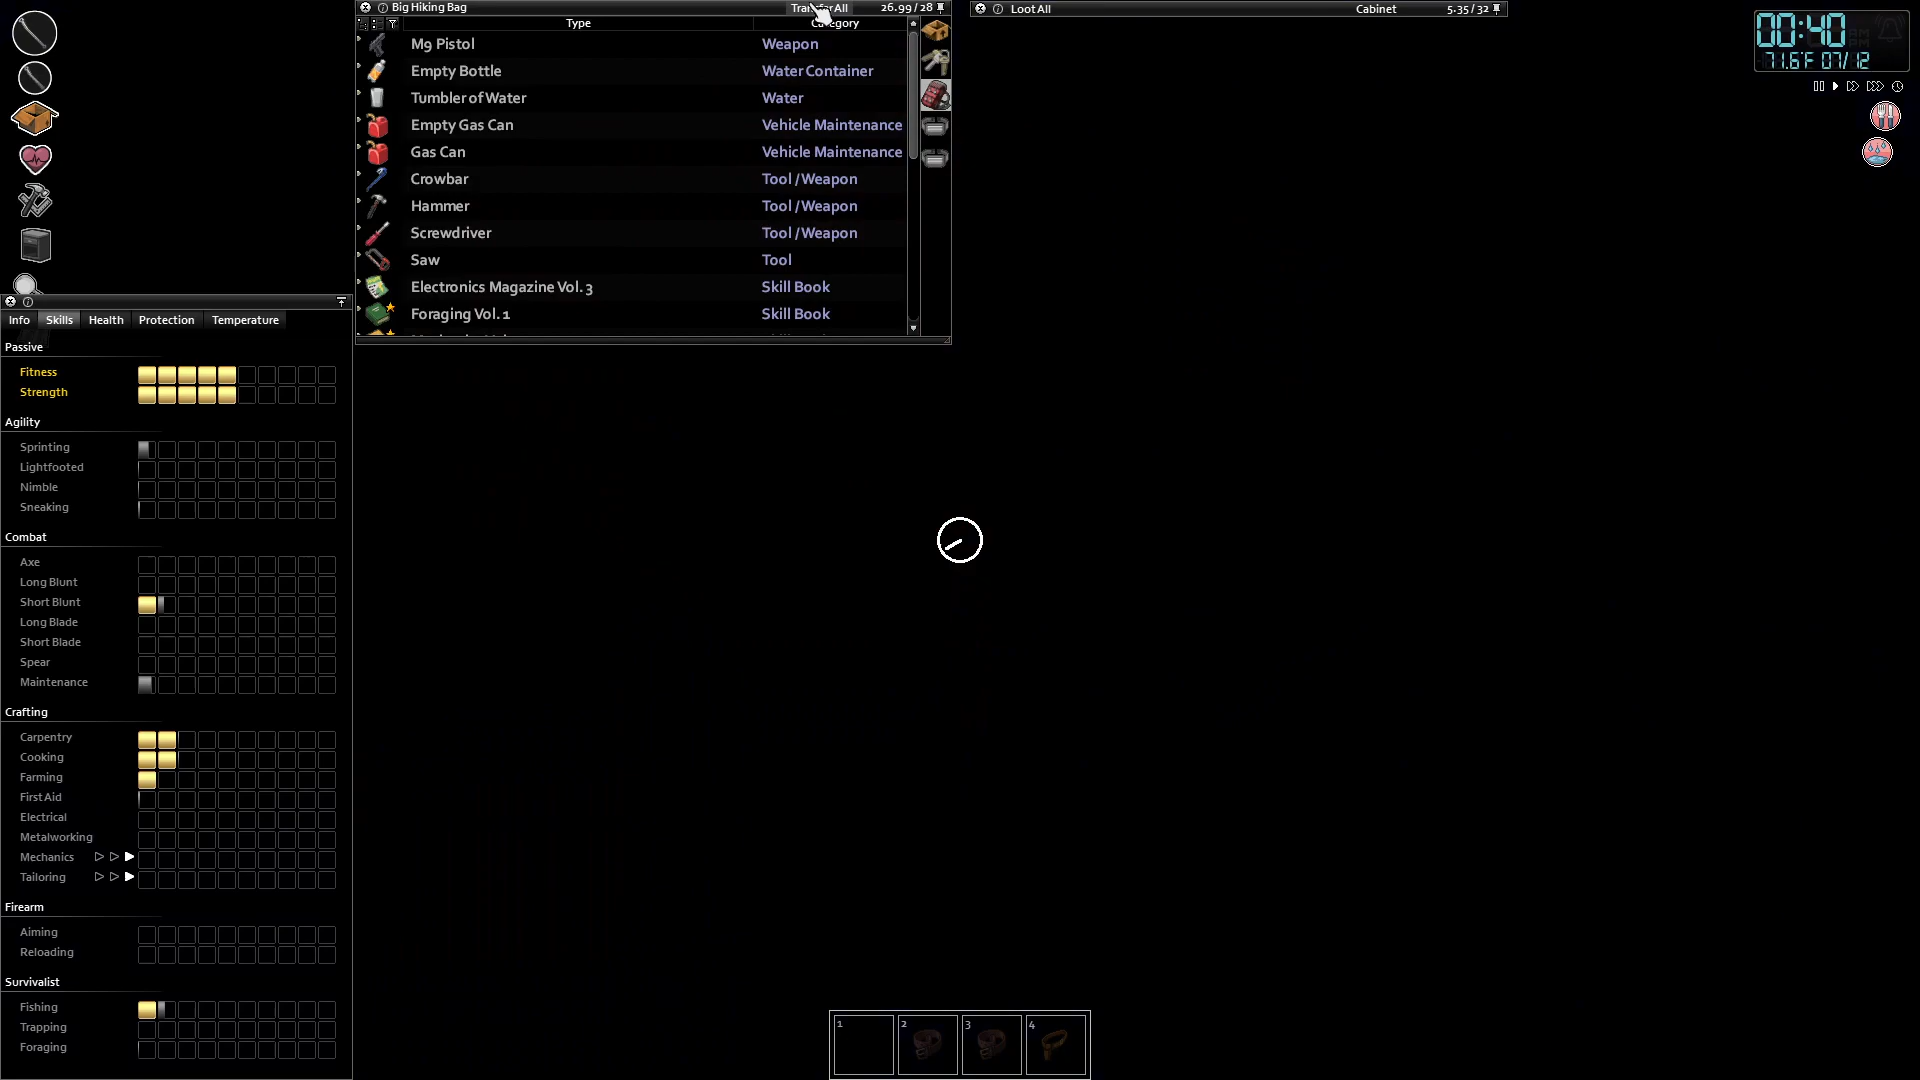 Big Hiking Bag
26.99 / 28
Loot All
Cabinet
5.35 / 32
Type
00:40
71.6°F 07/12
M9 Pistol
Weapon
Empty Bottle
Water Container
Tumbler of Water
Water
Empty Gas Can
Vehicle Maintenance
Gas Can
Vehicle Maintenance
Crowbar
Tool / Weapon
Hammer
Tool / Weapon
Screwdriver
Tool / Weapon
Saw
Tool
Electronics Magazine Vol. 3
Skill Book
Foraging Vol. 1
Skill Book
Info
Skills
Health
Protection
Temperature
Passive
Fitness
Strength
Agility
Sprinting
Lightfooted
Nimble
Sneaking
Combat
Axe
Long Blunt
Short Blunt
Long Blade
Short Blade
Spear
Maintenance
Crafting
Carpentry
Cooking
Farming
First Aid
Electrical
Metalworking
Mechanics
Tailoring
Firearm
Aiming
Reloading
Survivalist
Fishing
Trapping
Foraging
1
2
3
4